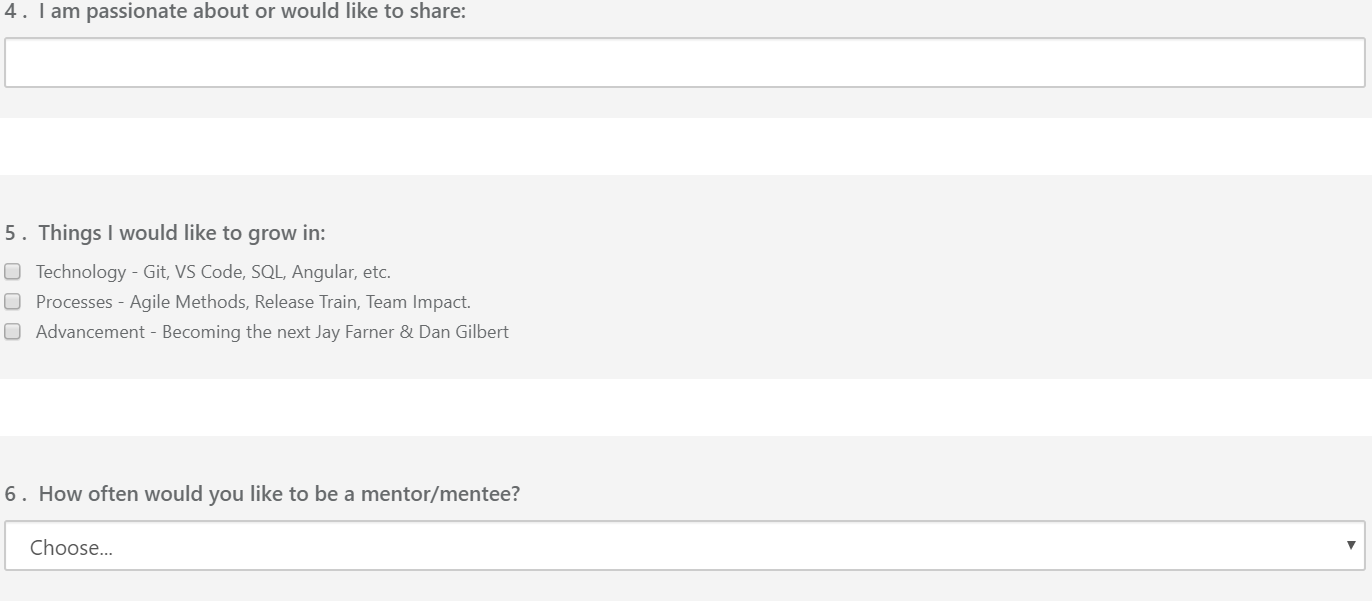 4 . I am passionate about or would like to share:
5 . Things I would like to grow in:
Technology - Git, VS Code, SQL, Angular, etc.
Processes - Agile Methods, Release Train, Team Impact.
Advancement - Becoming the next Jay Farner & Dan Gilbert
6 . How often would you like to be a mentor/mentee?
Choose...